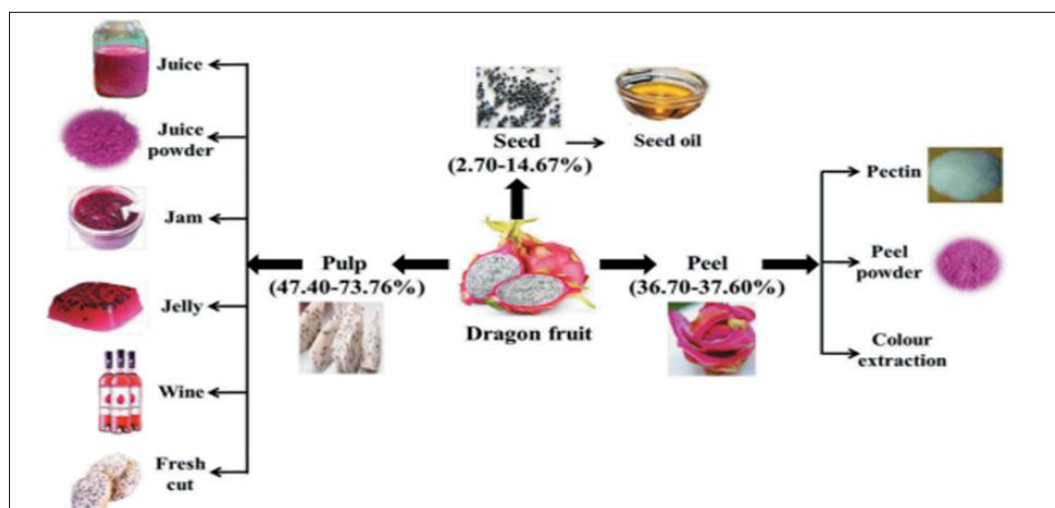 Juice
Juice
powder
Jam
Jelly
Wine
Fresh
cut
Pulp
(47.40-73.76%)
Seed
(2.70-14.67%)
Seed oil
Dragon fruit
Peel
(36.70-37.60%)
Pectin
Peel
powder
Colour
extraction